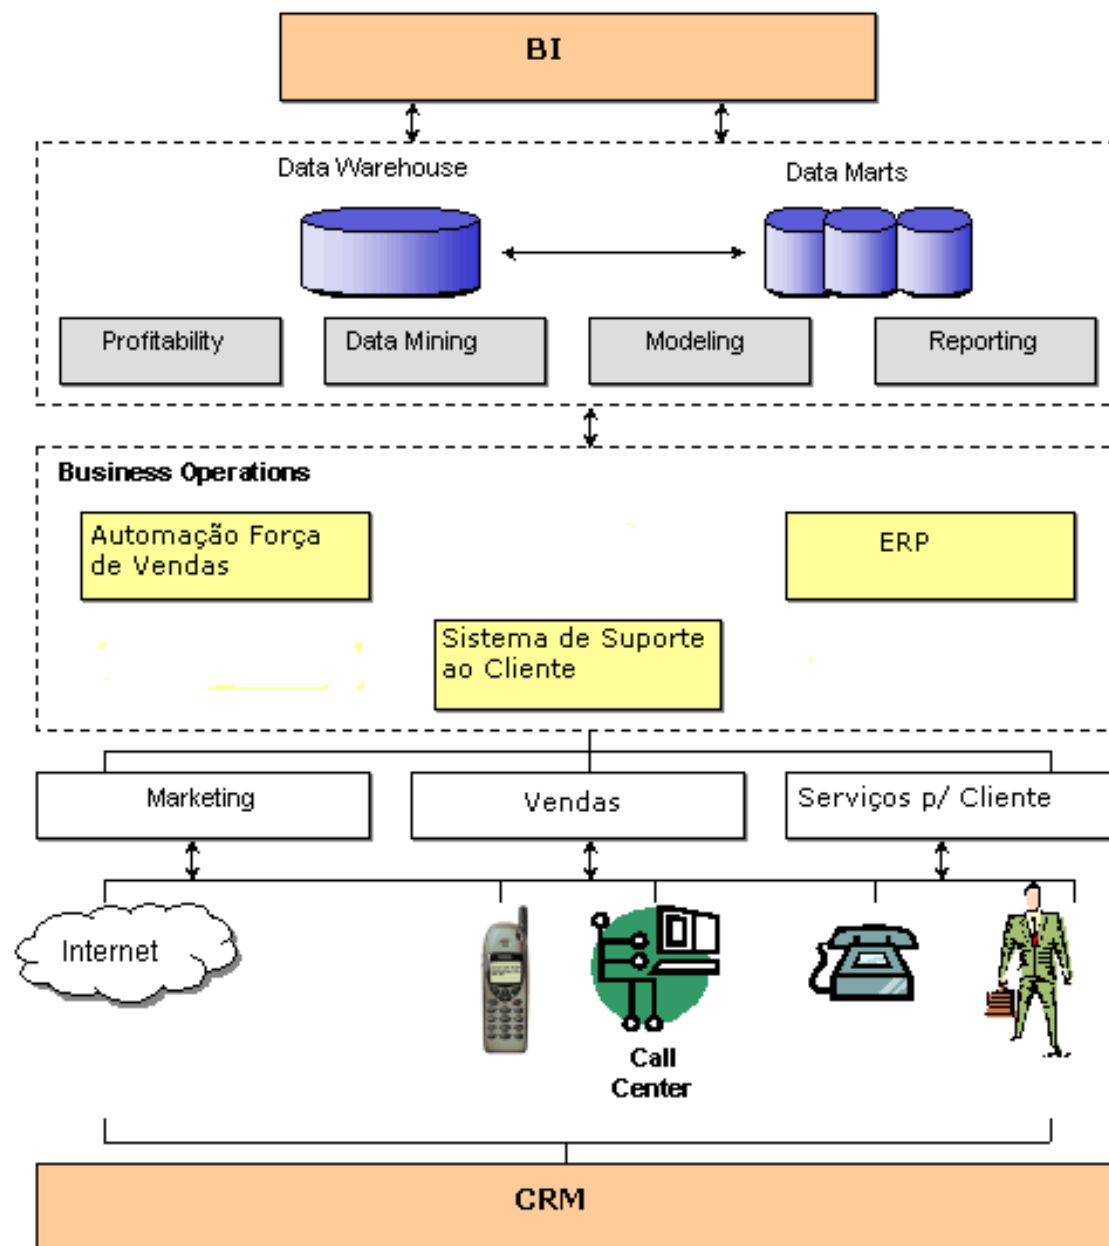 BI
Data Warehouse
Data Marts
Profitability
Data Mining
Modeling
Reporting
Business Operations
Automação Força
de Vendas
ERP
Sistema de Suporte
ao Cliente
Marketing
Vendas
Serviços p/ Cliente
Internet
Call
Center
CRM